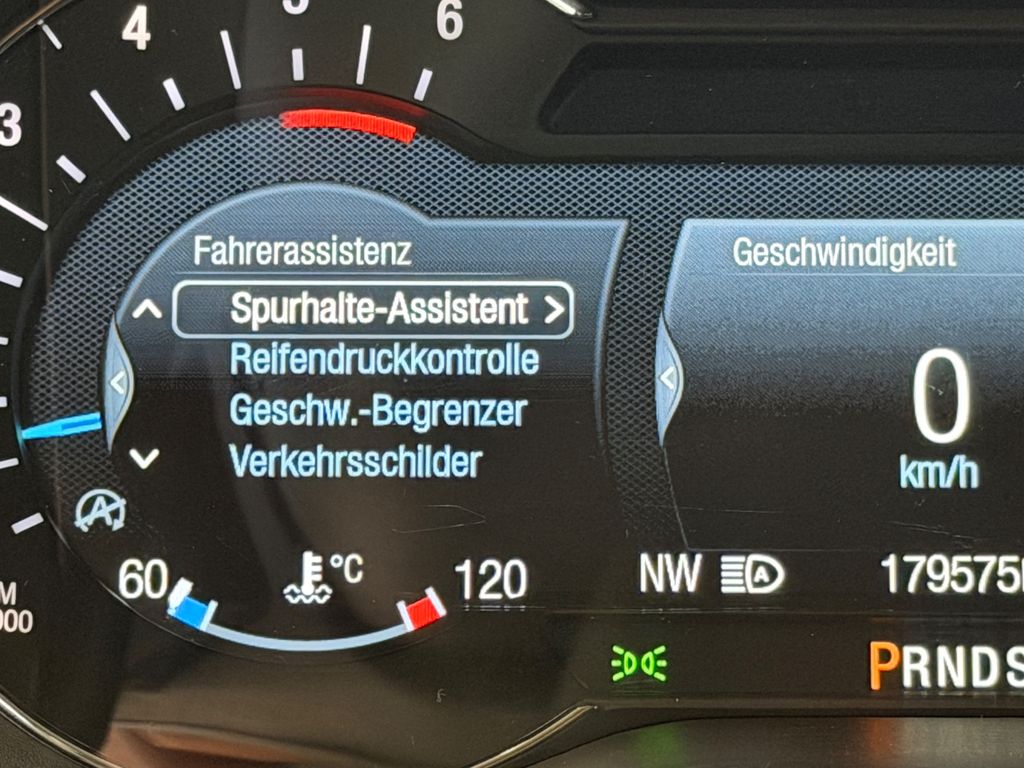 3
4
5
6
Fahrerassistenz
Spurhalte-Assistent >
Reifendruckkontrolle
Geschw.-Begrenzer
Verkehrsschilder
Geschwindigkeit
0
km/h
A
60
°C
120
NW
A
PRNDS